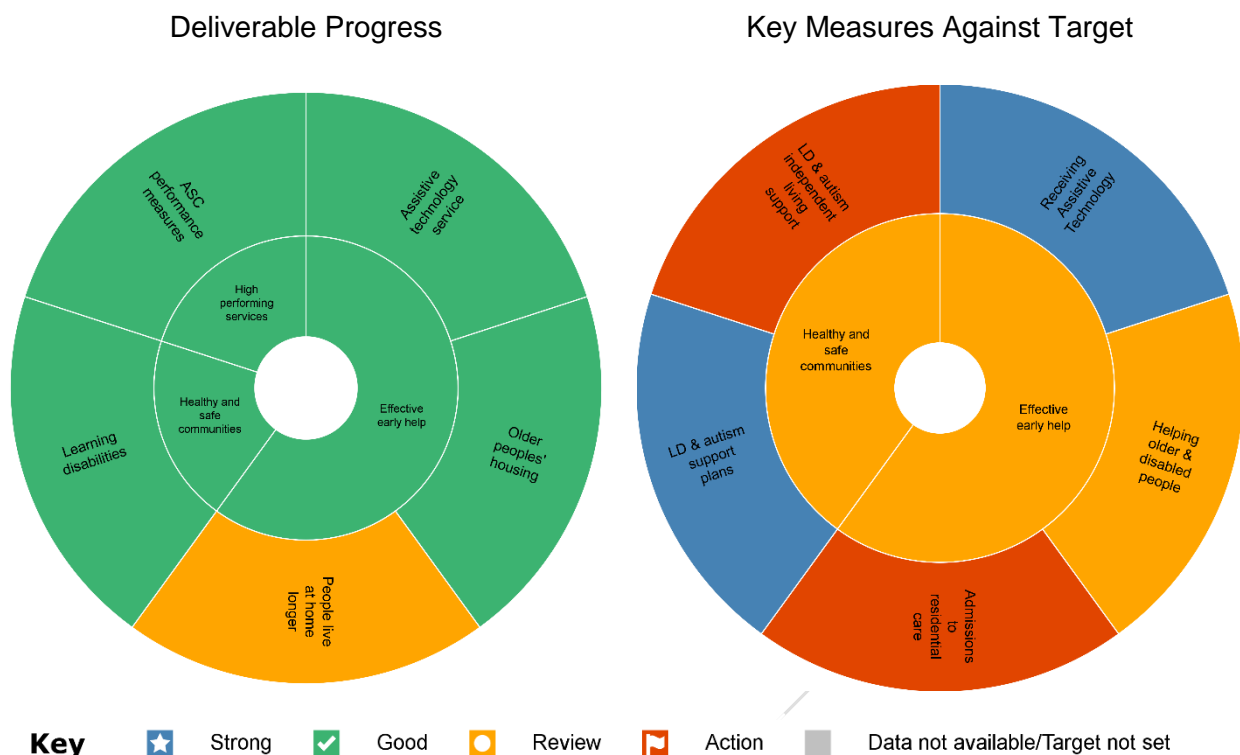 Deliverable Progress
Key Measures Against Target
ASC
performance
measures
Assistive
technology
service
High
performing
services
Healthy and
safe
communities
Effective
early help
Learning
disabilities
Older
peoples'
housing
People live
at home
longer
LD & autism
independent
living
support
Receiving
Assistive
Technology
Healthy and
safe
communities
Effective
early help
LD & autism
support
plans
Helping
older &
disabled
people
Admissions
to
residential
care
Key Strong Good Review Action Data not available/Target not set